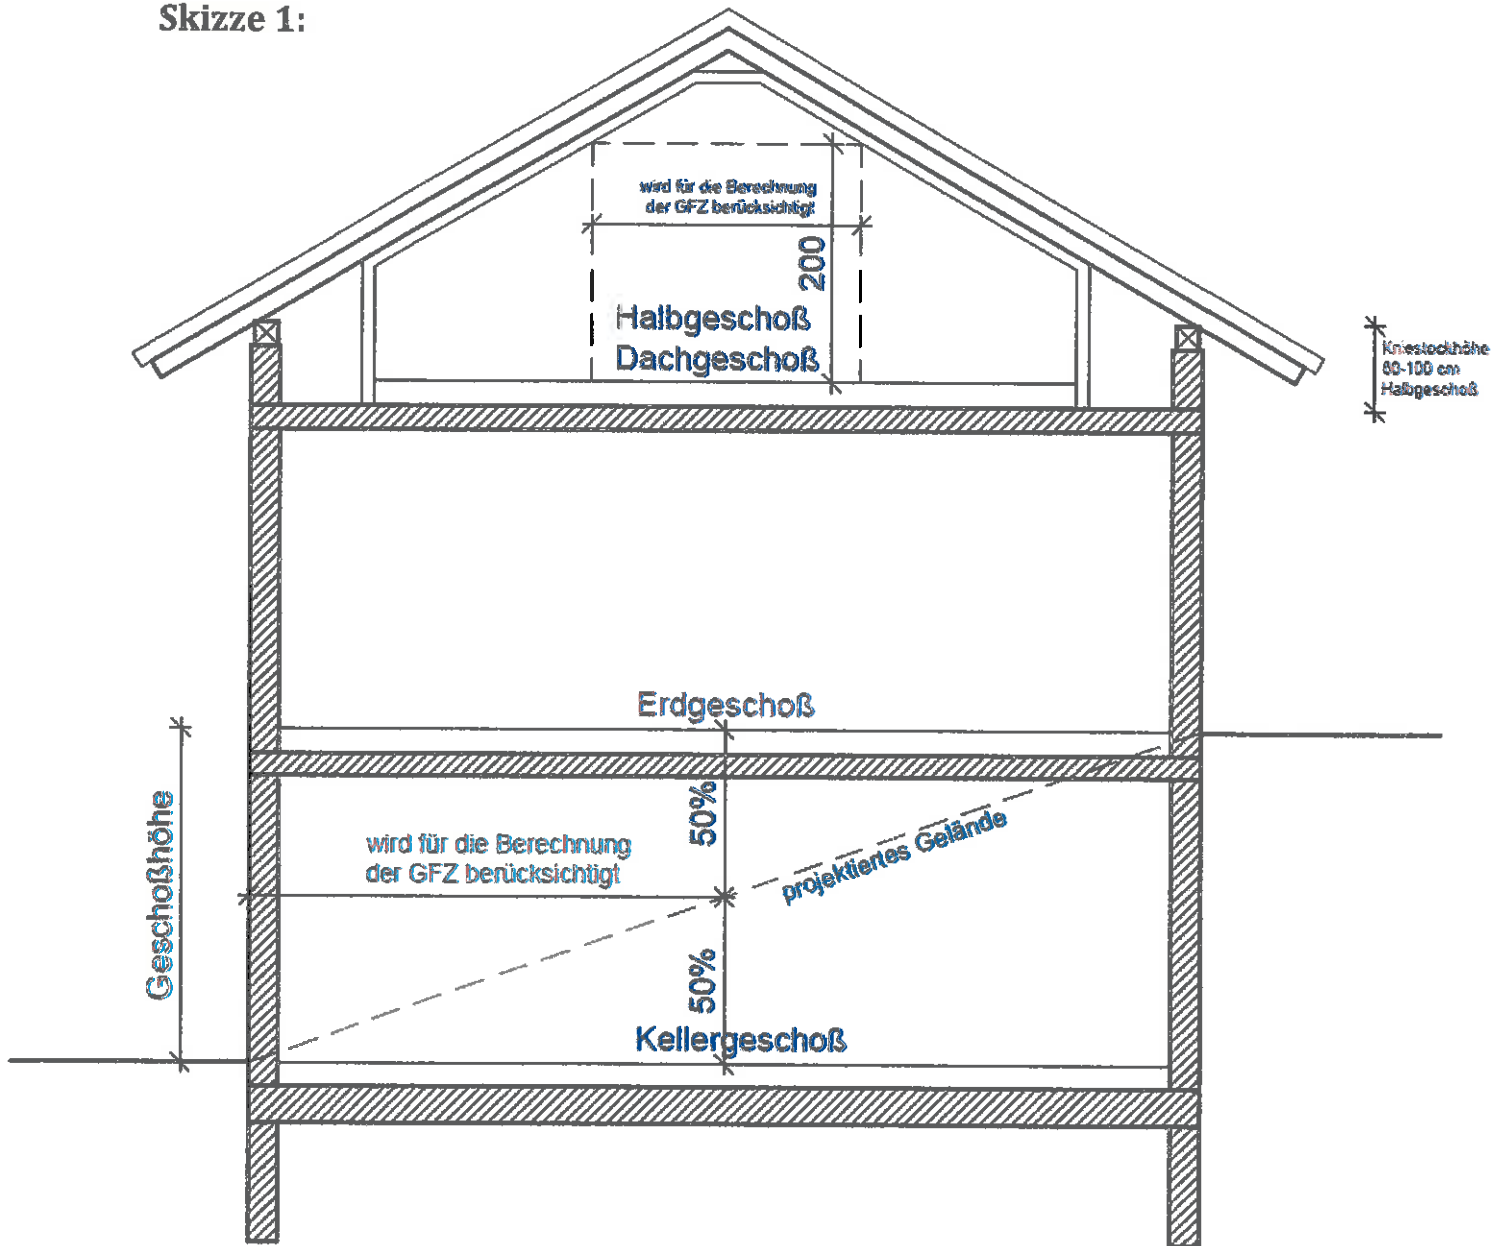 Skizze 1:
wird für die Berechnung
der GFZ berücksichtigt
200
Halbgeschoß
Dachgeschoß
Kniestockhöhe
80-100 cm
Halbgeschoß
Erdgeschoß
Geschoßhöhe
50%
wird für die Berechnung
der GFZ berücksichtigt
projektiertes Gelände
50%
Kellergeschoß